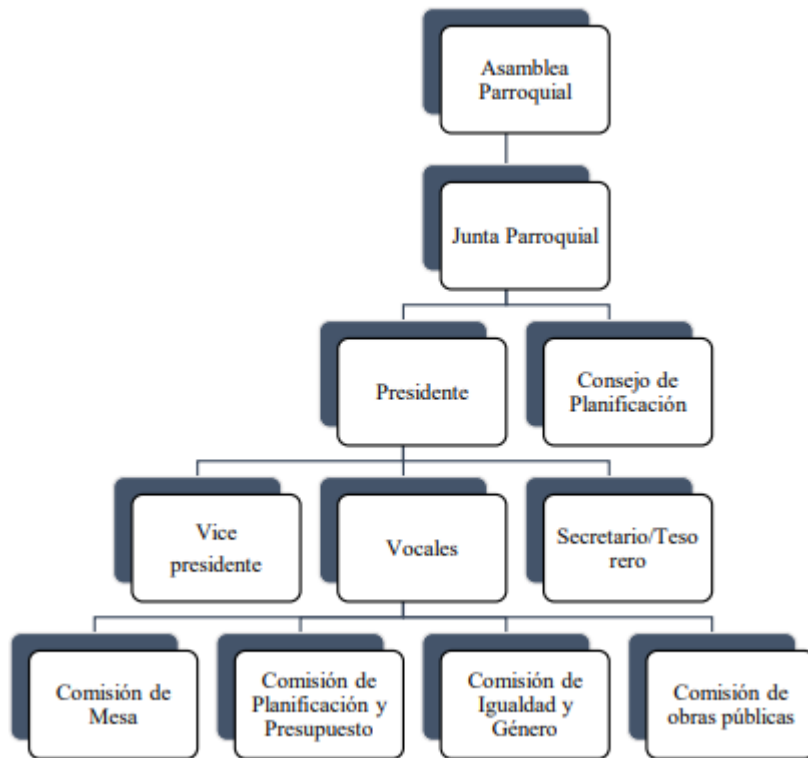 Asamblea
Parroquial
Junta Parroquial
Presidente
Consejo de
Planificación
Vice
presidente
Vocales
Secretario/Teso
rero
Comisión de
Mesa
Comisión de
Planificación y
Presupuesto
Comisión de
Igualdad y
Género
Comisión de
obras públicas